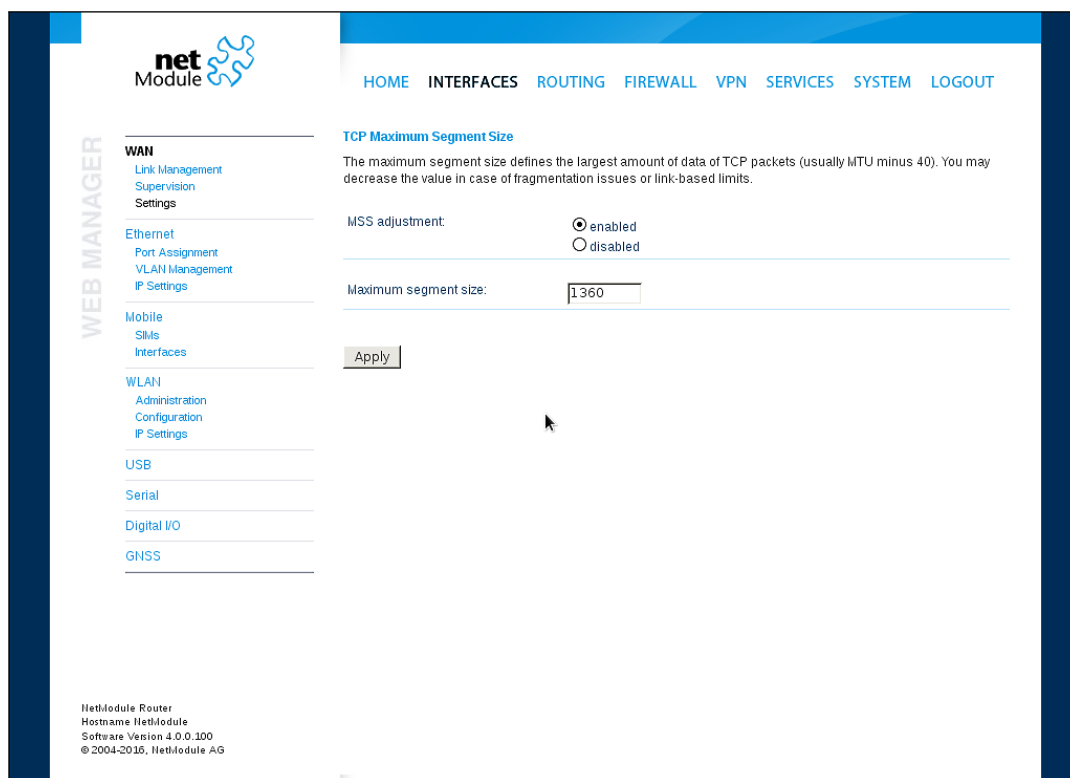 net
Module
HOME INTERFACES ROUTING FIREWALL VPN SERVICES SYSTEM LOGOUT
WEB MANAGER
WAN
Link Management
Supervision
Settings
Ethernet
Port Assignment
VLAN Management
IP Settings
Mobile
SIMs
Interfaces
WLAN
Administration
Configuration
IP Settings
USB
Serial
Digital I/O
GNSS
TCP Maximum Segment Size
The maximum segment size defines the largest amount of data of TCP packets (usually MTU minus 40). You may
decrease the value in case of fragmentation issues or link-based limits.
MSS adjustment:
enabled
disabled
Maximum segment size: 1360
Apply
NetModule Router
Hostname NetModule
Software Version 4.0.0.100
© 2004-2016, NetModule AG